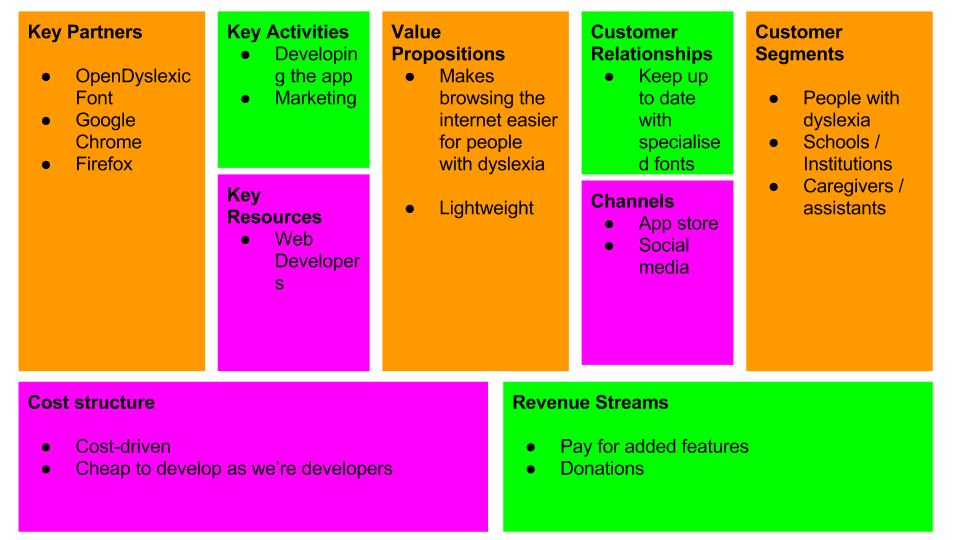 Key Partners
● OpenDyslexic
Font
● Google
Chrome
● Firefox
Key Activities
● Developin
g the app
● Marketing
Key
Resources
● Web
Developer
s
Value
Propositions
● Makes
browsing the
internet easier
for people
with dyslexia
● Lightweight
Customer
Relationships
● Keep up
to date
with
specialise
d fonts
Channels
● App store
● Social
media
Customer
Segments
● People with
dyslexia
● Schools /
Institutions
● Caregivers /
assistants
Cost structure
● Cost-driven
● Cheap to develop as we’re developers
Revenue Streams
● Pay for added features
● Donations